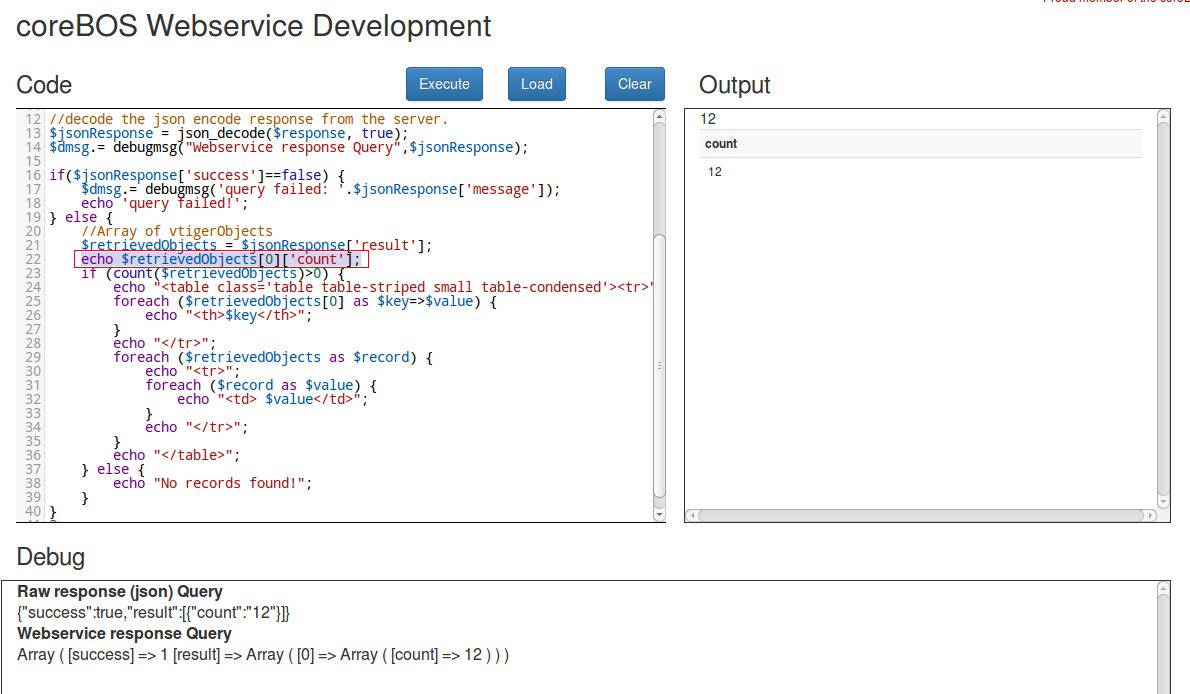 coreBOS Webservice Development
Code
Execute
Load
Clear
Output
12 //decode the json encode response from the server.
13 $jsonResponse = json_decode($response, true);
14 $dmsg.= debugmsg("Webservice response Query",$jsonResponse);
15
16 if($jsonResponse['success']==false) {
17     $dmsg.= debugmsg('query failed: '.$jsonResponse['message']);
18     echo 'query failed!';
19 } else {
20     //Array of vtigerObjects
21     $retrievedObjects = $jsonResponse['result'];
22     echo $retrievedObjects[0]['count'];
23     if (count($retrievedObjects)>0) {
24         echo "<table class='table table-striped small table-condensed'><tr>"
25         foreach ($retrievedObjects[0] as $key=>$value) {
26             echo "<th>$key</th>";
27         }
28         echo "</tr>";
29         foreach ($retrievedObjects as $record) {
30             echo "<tr>";
31             foreach ($record as $value) {
32                 echo "<td> $value</td>";
33             }
34             echo "</tr>";
35         }
36         echo "</table>";
37     } else {
38         echo "No records found!";
39     }
40 }
12
count
12
Debug
Raw response (json) Query
{"success":true,"result":[{"count":"12"}]}
Webservice response Query
Array ( [success] => 1 [result] => Array ( [0] => Array ( [count] => 12 ) ) )